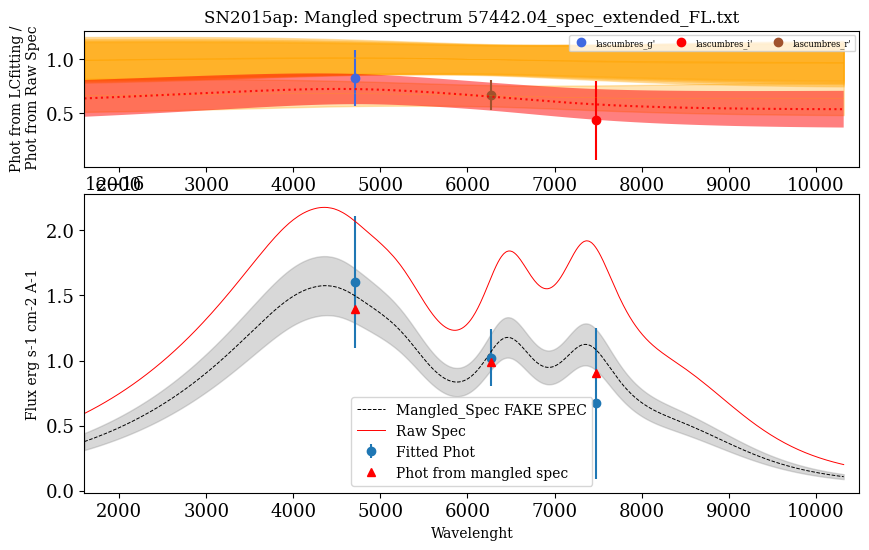 SN2015ap: Mangled spectrum 57442.04_spec_extended_FL.txt
Phot from LCfitting /
Phot from Raw Spec
1.0
0.5
lascumbres_g' lascumbres_i' lascumbres_r'
2000 3000 4000 5000 6000 7000 8000 9000 10000
1e−16
Flux erg s-1 cm-2 A-1
2.0
1.5
1.0
0.5
0.0
Mangled_Spec FAKE SPEC
Raw Spec
Fitted Phot
Phot from mangled spec
2000 3000 4000 5000 6000 7000 8000 9000 10000
Wavelenght